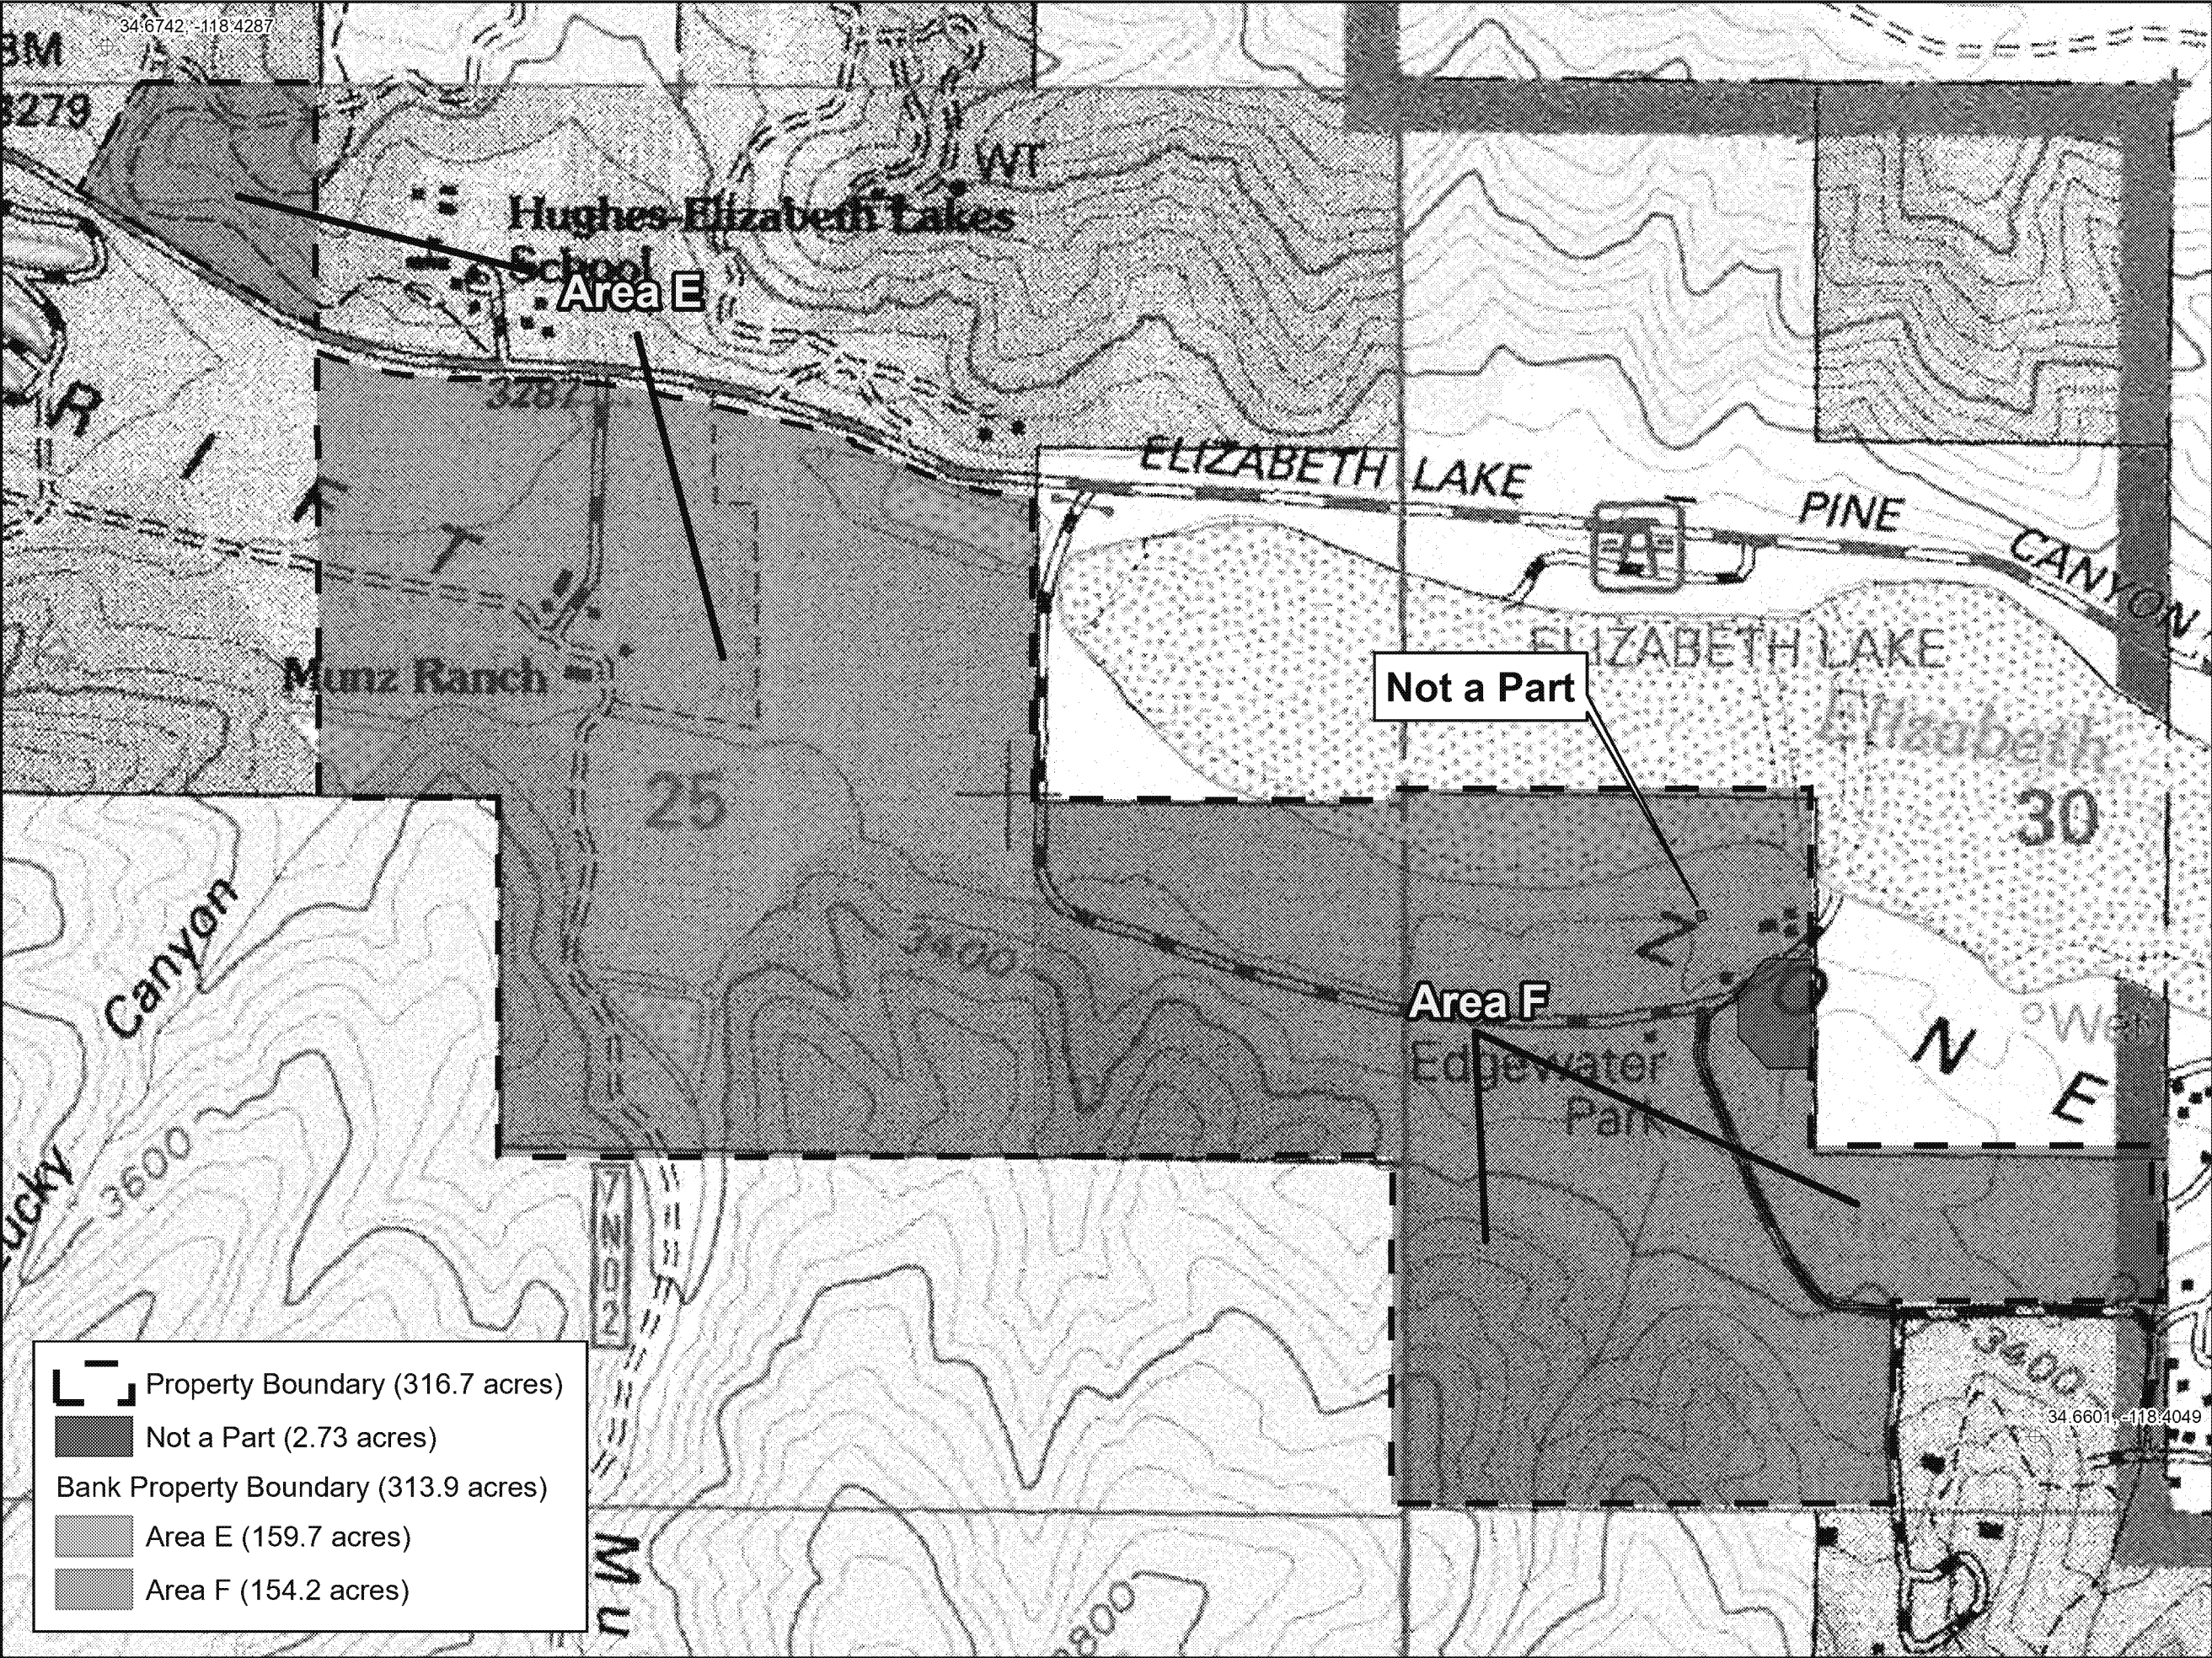 34.6742, -118.4287
BM
3279
WT
Hughes-Elizabeth Lakes
School
Area E
3287
R I F T
ELIZABETH LAKE
PINE
CANYON
A
ELIZABETH LAKE
Munz Ranch
Not a Part
Elizabeth
25
30
Canyon
3400
Z O N E
Area F
Edgewater
Park
Lucky
3600
7N02
3400
34.6601, -118.4049
Property Boundary (316.7 acres)
Not a Part (2.73 acres)
Bank Property Boundary (313.9 acres)
Area E (159.7 acres)
Area F (154.2 acres)
Mu